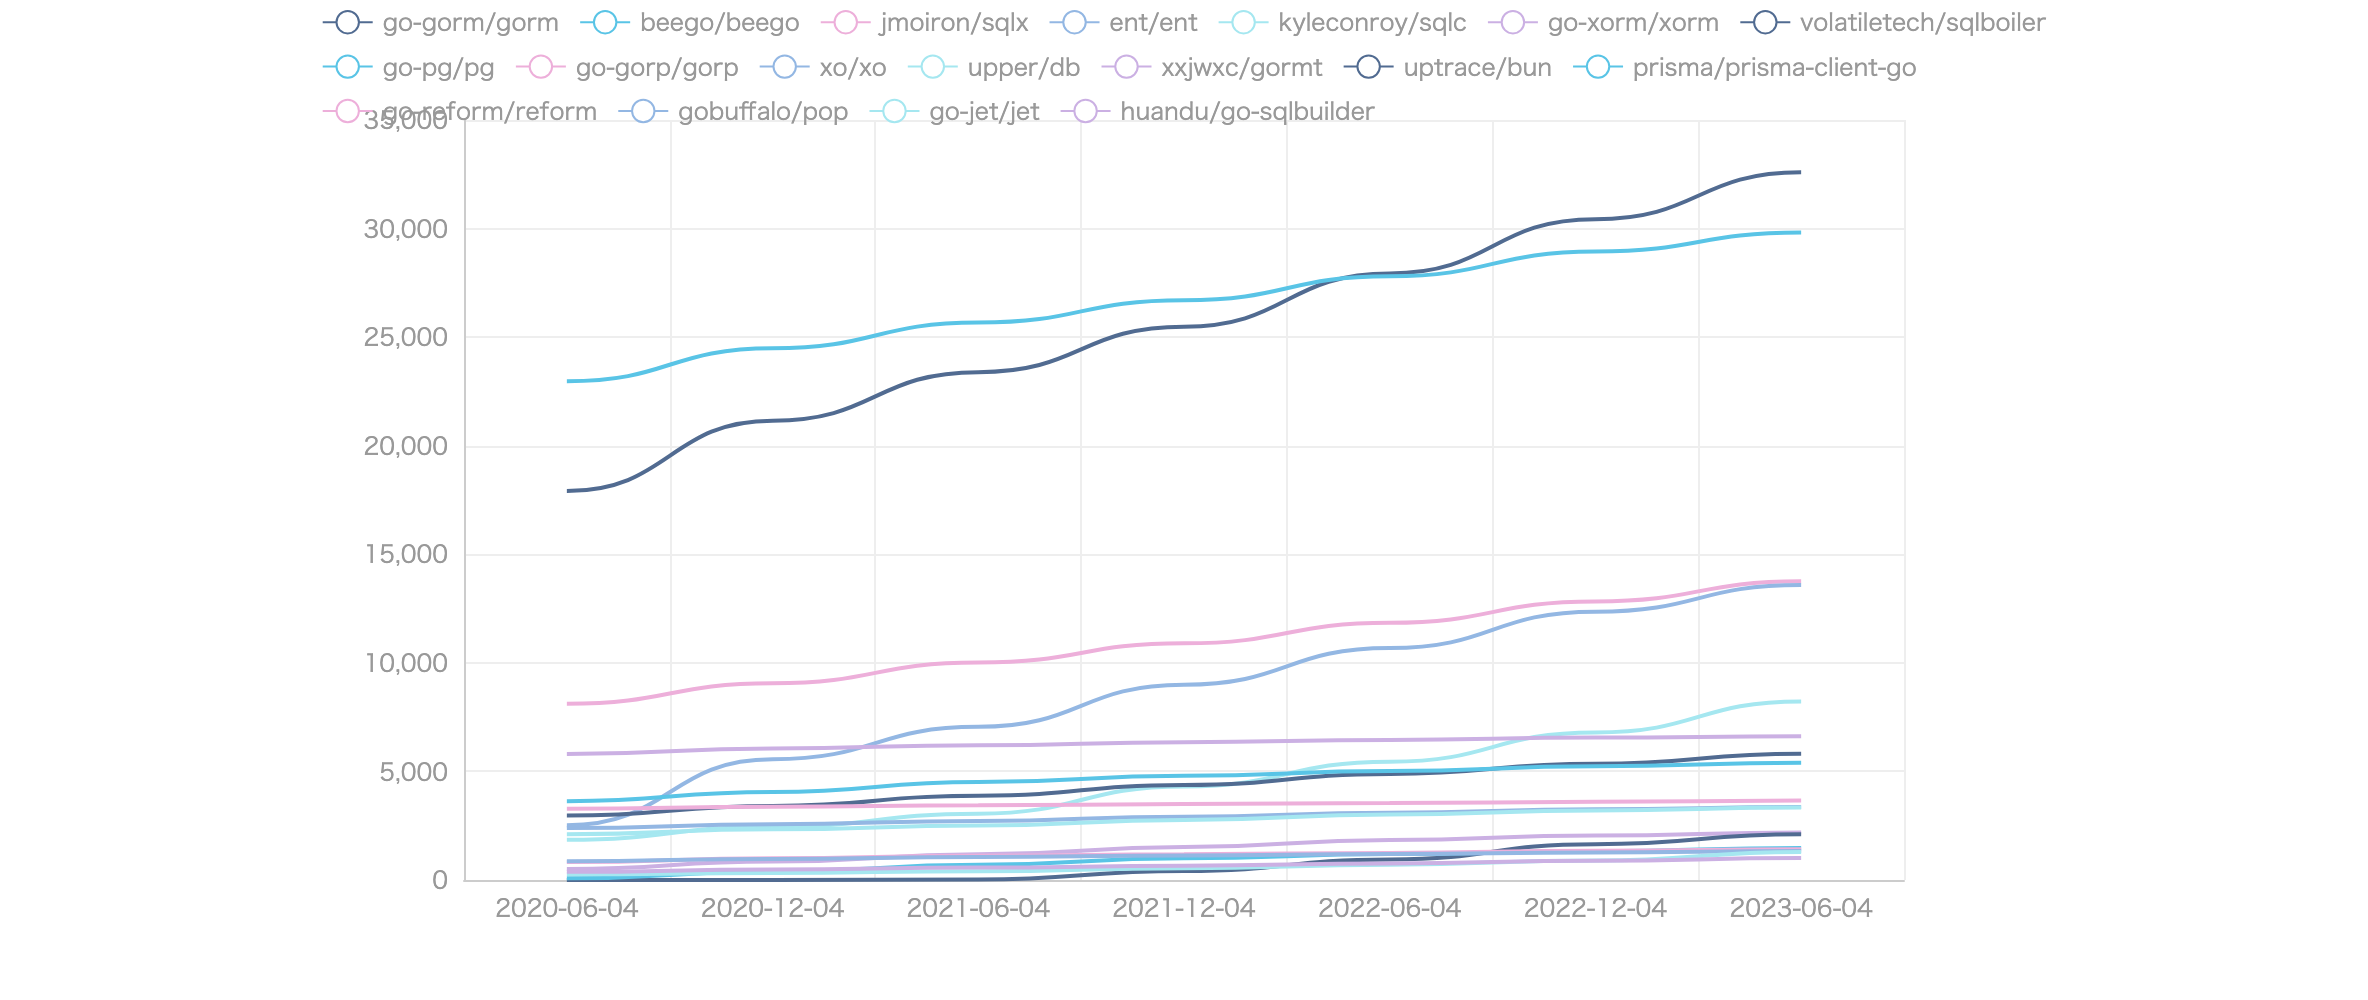 go-gorm/gorm beego/beego jmoiron/sqlx ent/ent kyleconroy/sqlc go-xorm/xorm volatiletech/sqlboiler
go-pg/pg go-gorp/gorp xo/xo upper/db xxjwxc/gormt uptrace/bun prisma/prisma-client-go
go-reform/reform gobuffalo/pop go-jet/jet huandu/go-sqlbuilder
35,000
30,000
25,000
20,000
15,000
10,000
5,000
0
2020-06-04 2020-12-04 2021-06-04 2021-12-04 2022-06-04 2022-12-04 2023-06-04